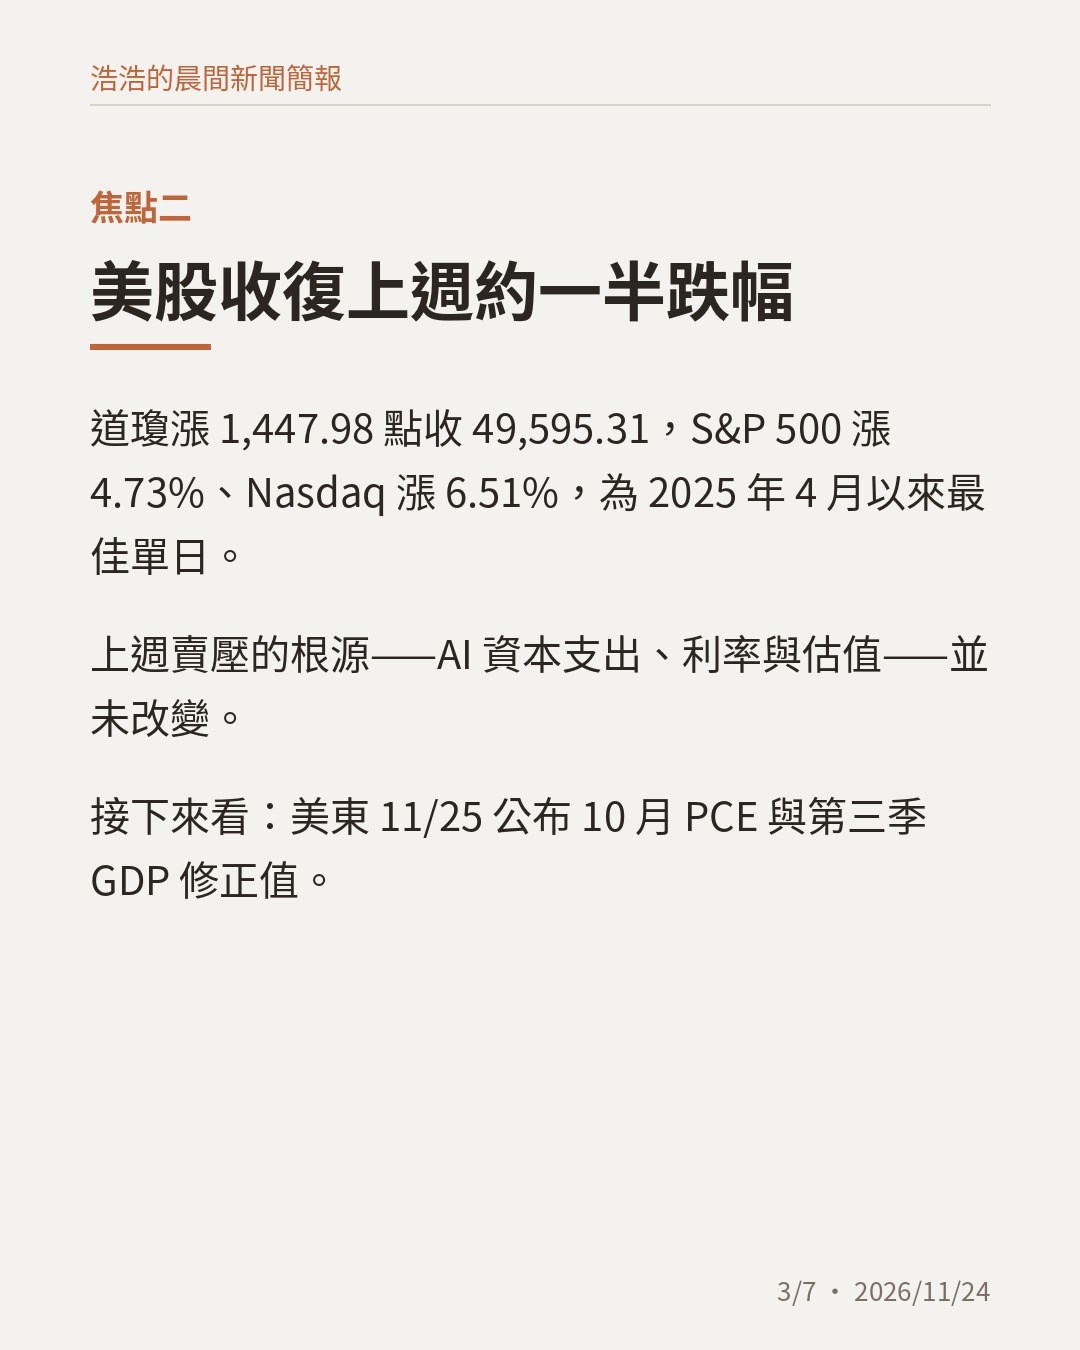 浩浩的晨間新聞簡報
焦點二
美股收復上週約一半跌幅
道瓊漲 1,447.98 點收 49,595.31，S&P 500 漲
4.73%、Nasdaq 漲 6.51%，為 2025 年 4 月以來最
佳單日。
上週賣壓的根源——AI 資本支出、利率與估值——並
未改變。
接下來看：美東 11/25 公布 10 月 PCE 與第三季
GDP 修正值。
3/7 ・ 2026/11/24